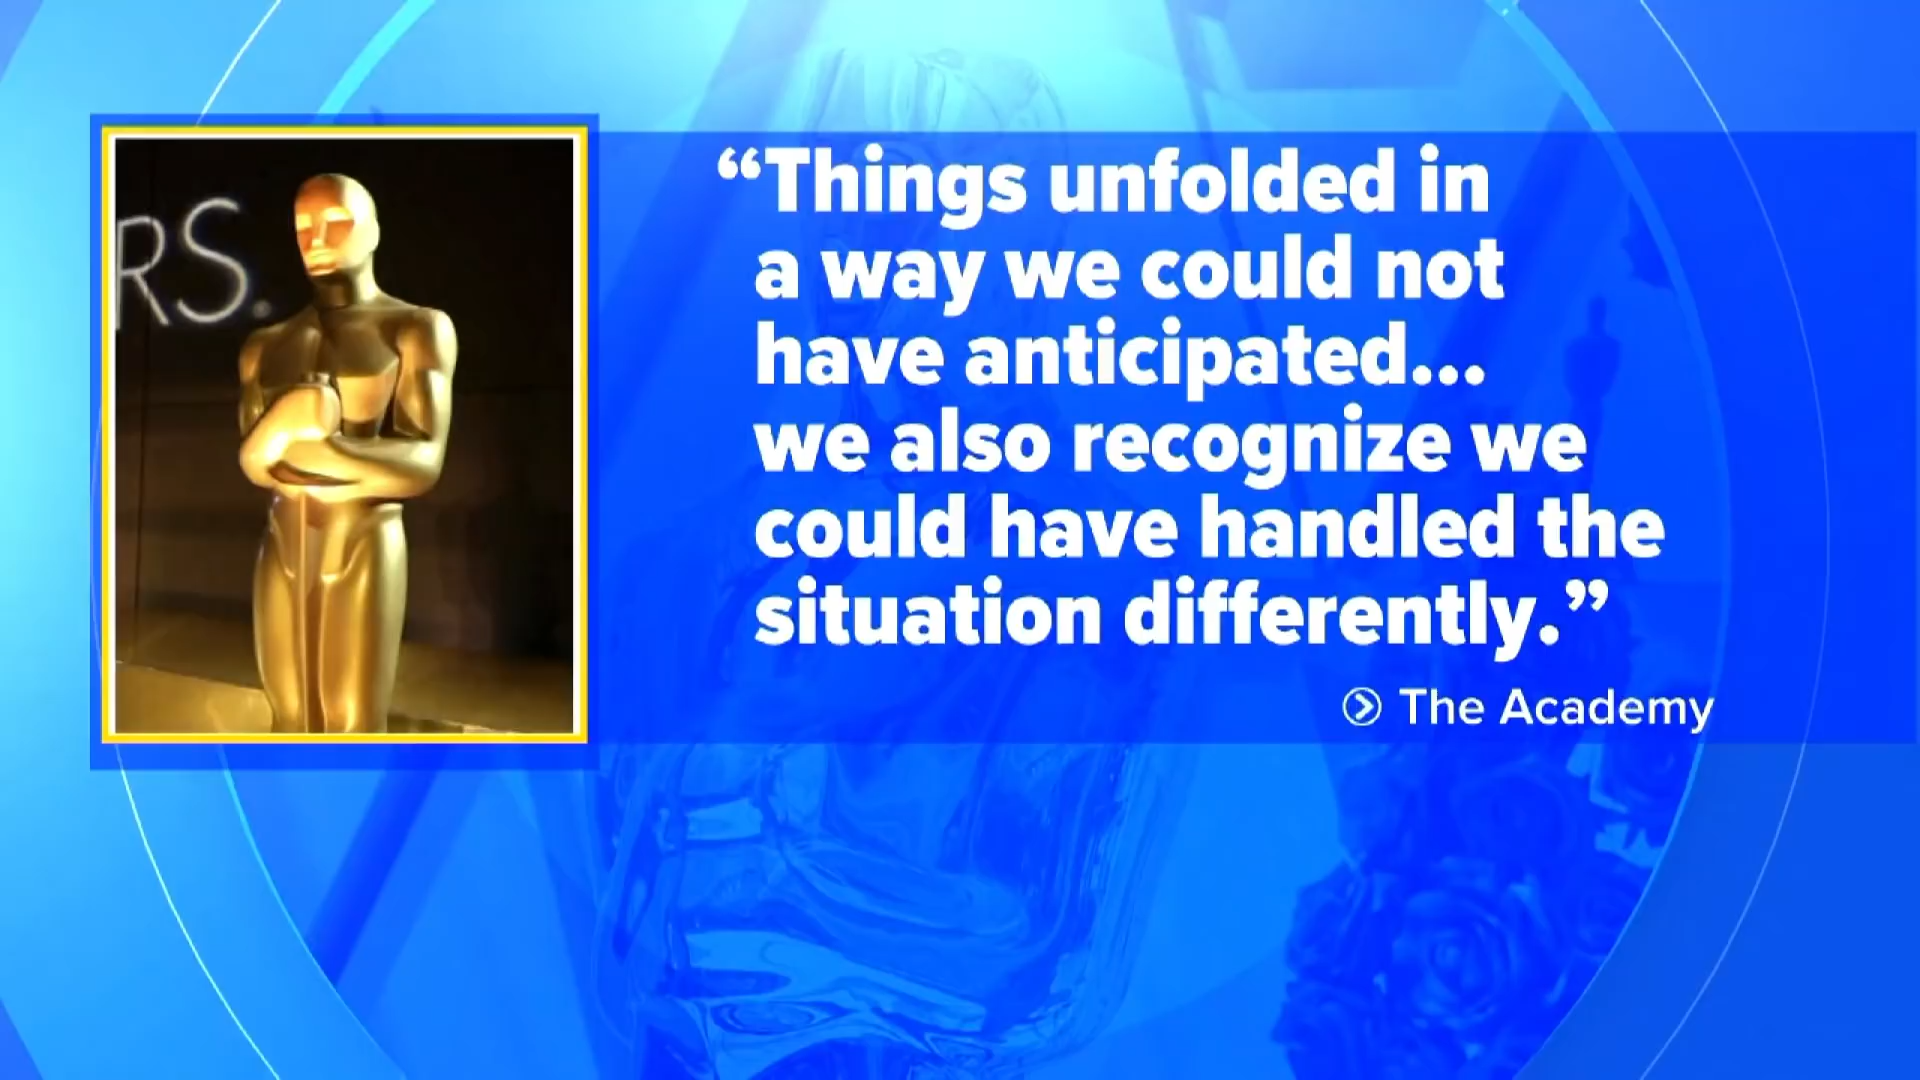 RS.
“Things unfolded in
a way we could not
have anticipated...
we also recognize we
could have handled the
situation differently.”
The Academy